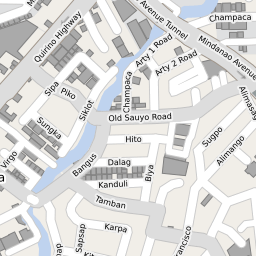 Champaca
Avenue Tunnel
Quirino Highway
Mindanao Avenue
Arty 1 Road
Arty 2 Road
Sipa
Piko
Siklot
Champaca
Old Sauyo Road
Sungka
Hito
Sugpo
Alimango
Alimasag
Virgo
Bangus
Dalag
Biya
Kanduli
Tamban
Karpa
Sapsap
Francisco